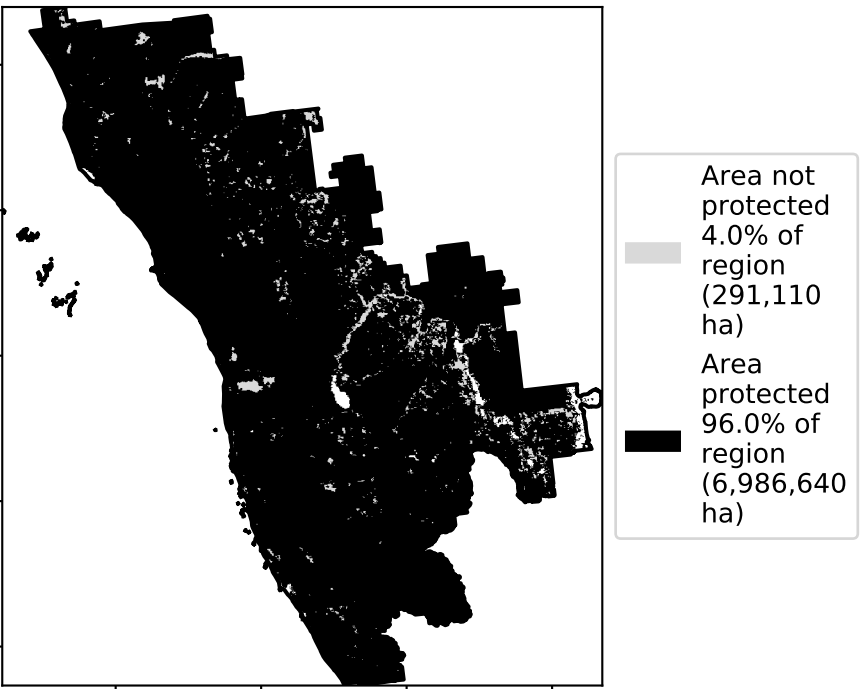 Area not
protected
4.0% of
region
(291,110
ha)
Area
protected
96.0% of
region
(6,986,640
ha)